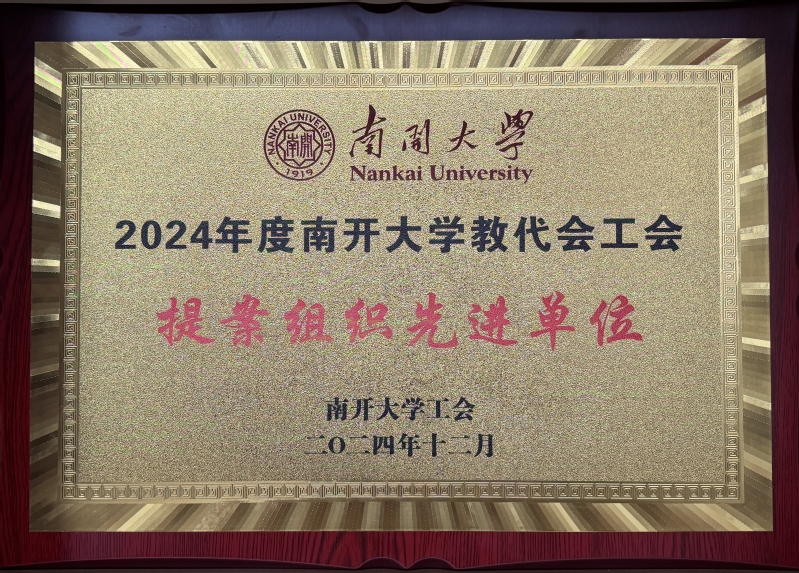 NANKAI UNIVERSITY
南開
1919
南開大學
Nankai University
2024年度南开大学教代会工会
提案组织先进单位
南开大学工会
二〇二四年十二月